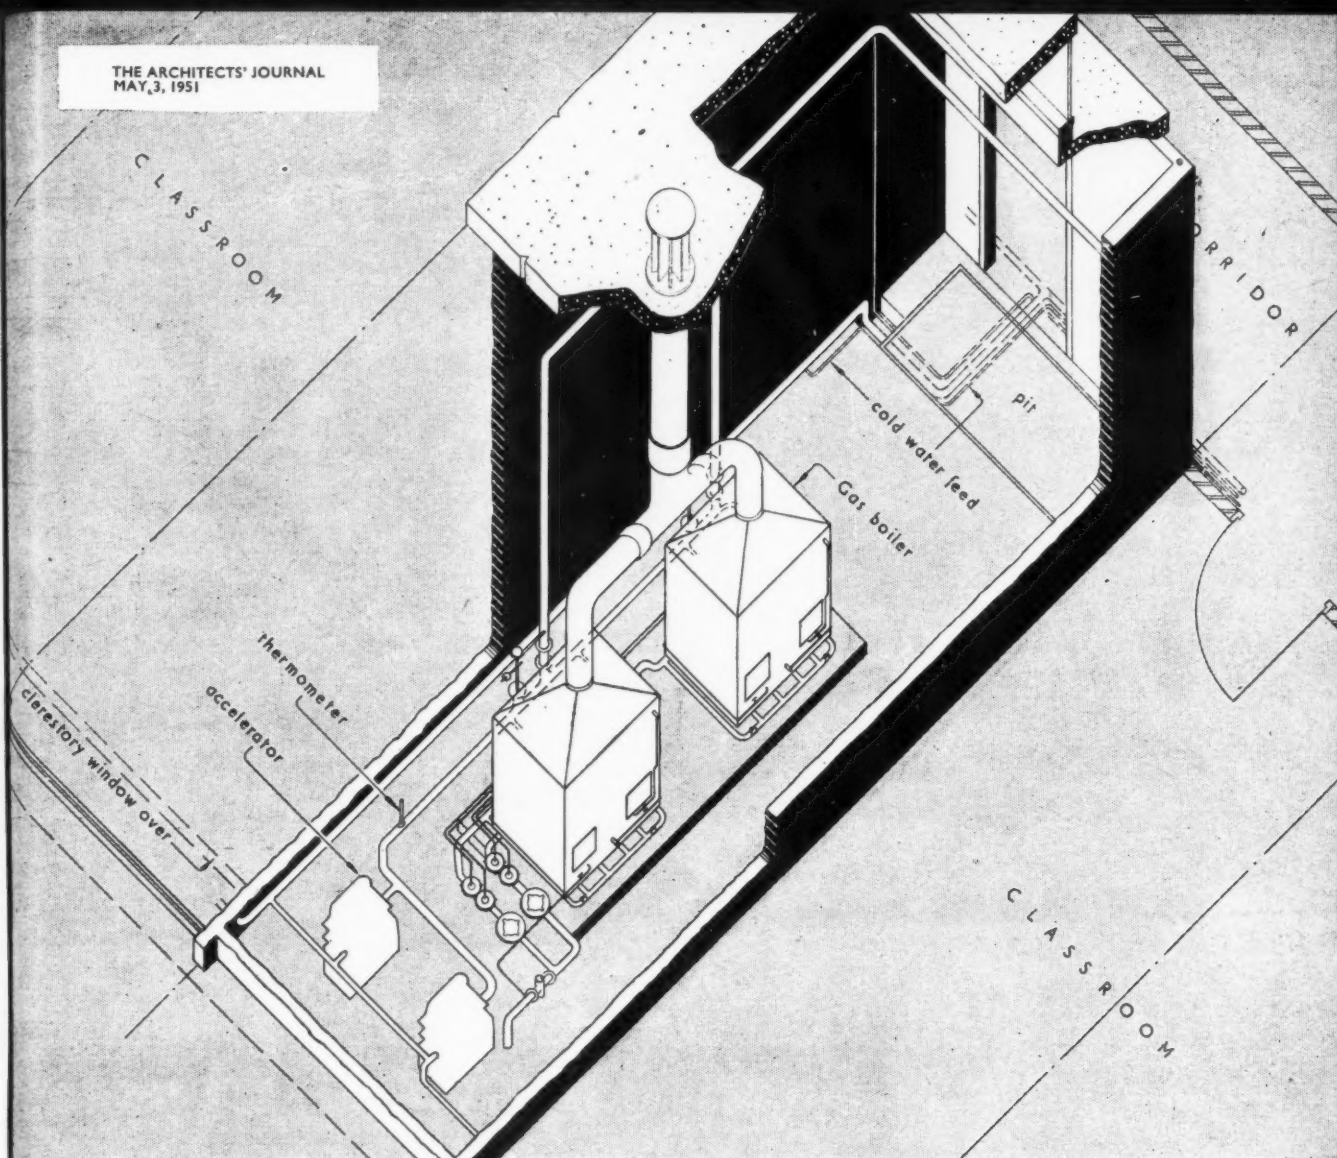 THE ARCHITECTS' JOURNAL
MAY 3, 1951
CLASSROOM
ORRIDOR
pit
cold water feed
Gas boiler
thermometer
accelerator
clerestory window over
CLASSROOM